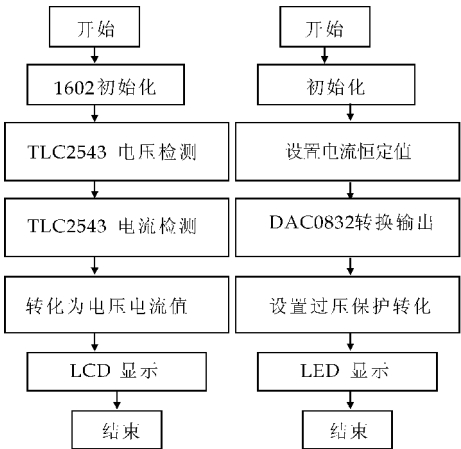 开始
1602初始化
TLC2543 电压检测
TLC2543 电流检测
转化为电压电流值
LCD 显示
结束
开始
初始化
设置电流恒定值
DAC0832转换输出
设置过压保护转化
LED 显示
结束